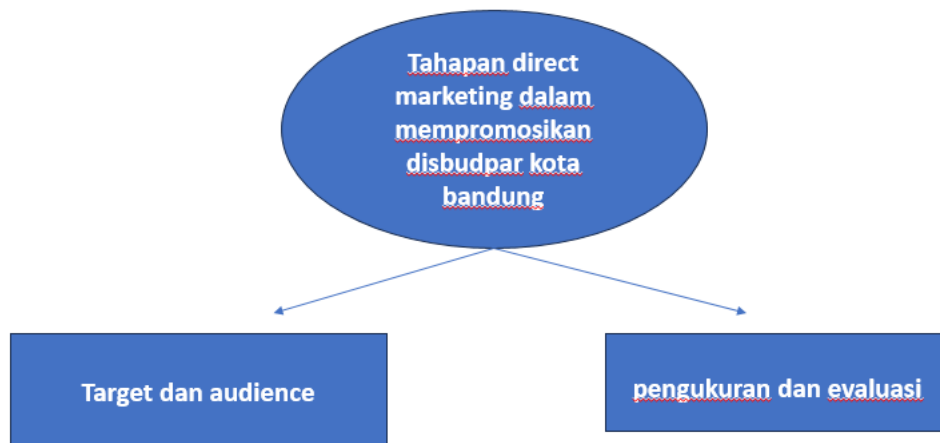 Tahapan direct
marketing dalam
mempromosikan
disbudpar kota
bandung
Target dan audience
pengukuran dan evaluasi